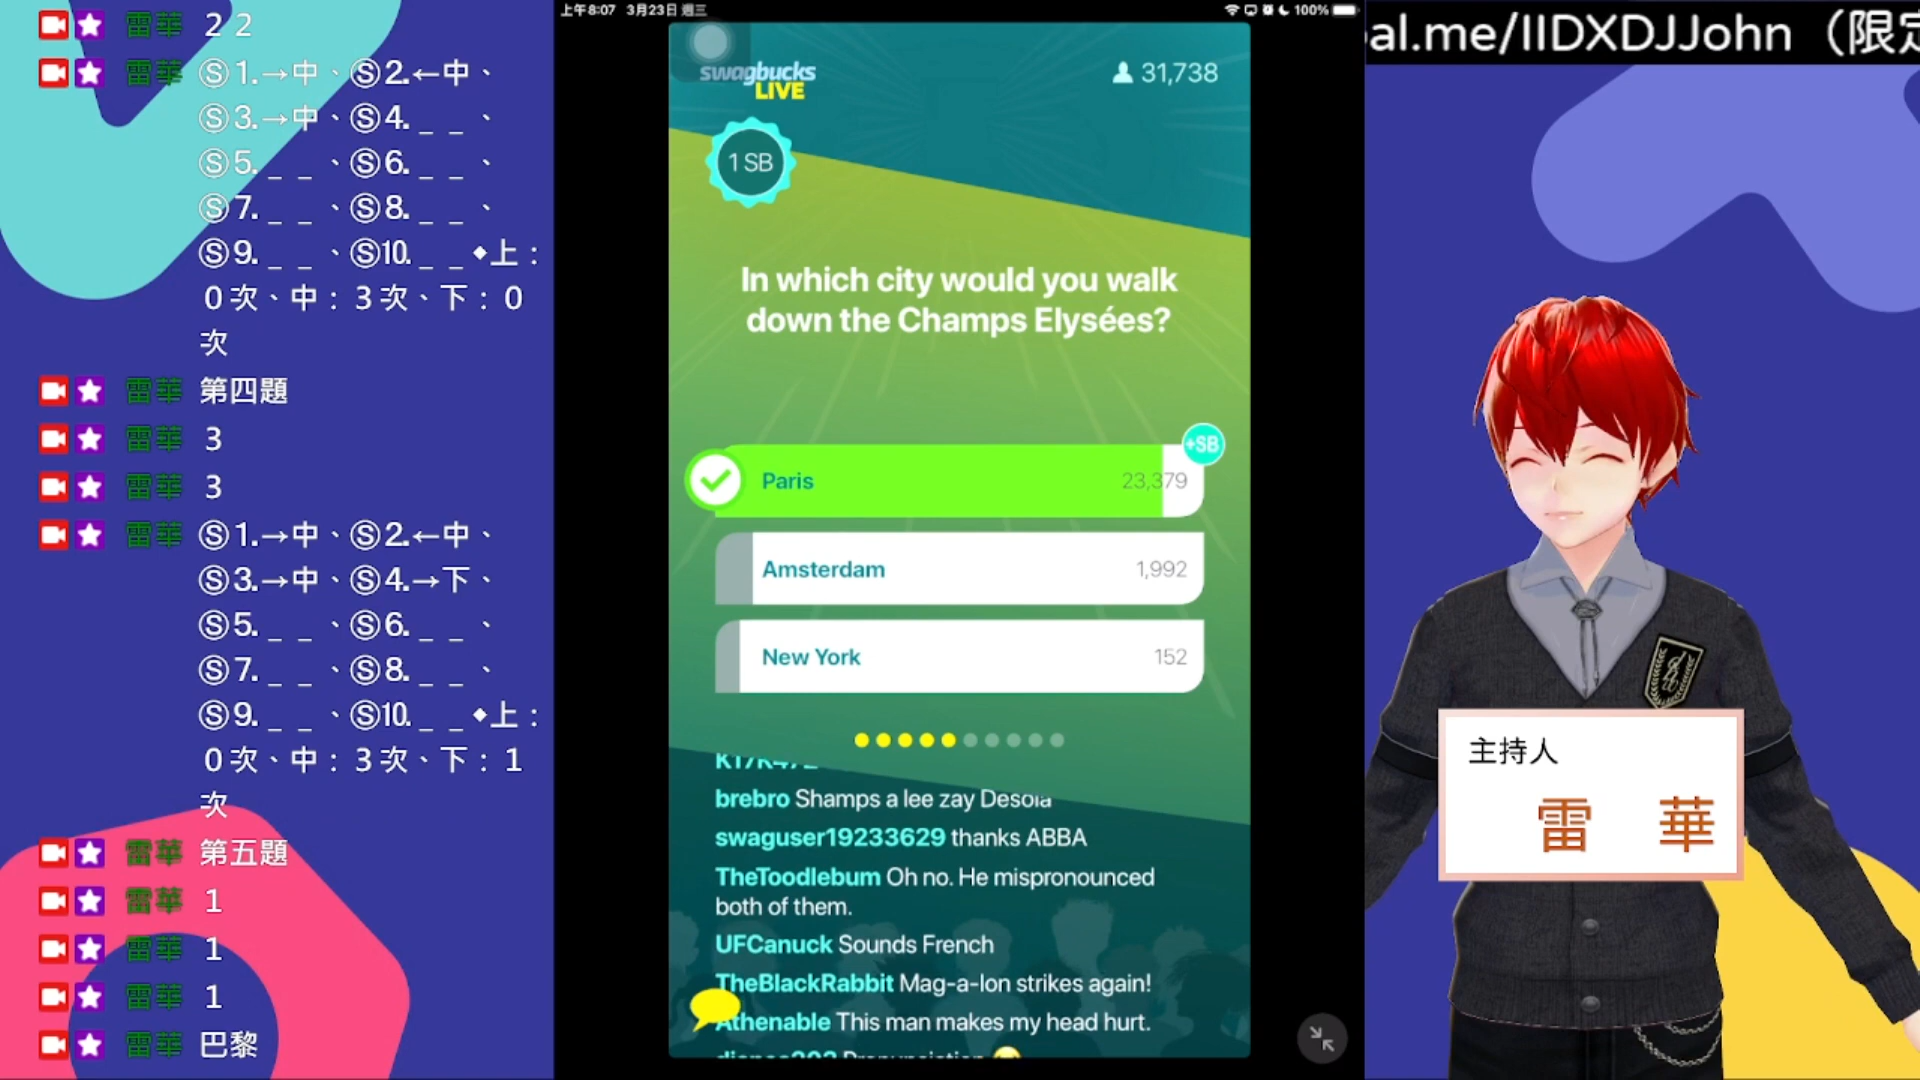 雷華 2 2
雷華 Ⓢ1.→中、Ⓢ2.←中、
Ⓢ3.→中、Ⓢ4. _ _ 、
Ⓢ5. _ _ 、Ⓢ6. _ _ 、
Ⓢ7. _ _ 、Ⓢ8. _ _ 、
Ⓢ9. _ _ 、Ⓢ10. _ _ ◆上：
0次、中：3次、下：0
次
雷華 第四題
雷華 3
雷華 3
雷華 Ⓢ1.→中、Ⓢ2.←中、
Ⓢ3.→中、Ⓢ4.→下、
Ⓢ5. _ _ 、Ⓢ6. _ _ 、
Ⓢ7. _ _ 、Ⓢ8. _ _ 、
Ⓢ9. _ _ 、Ⓢ10. _ _ ◆上：
0次、中：3次、下：1
次
雷華 第五題
雷華 1
雷華 1
雷華 1
雷華 巴黎
上午8:07 3月23日 週三
100%
swagbucks
LIVE
31,738
1 SB
In which city would you walk
down the Champs Elysées?
+SB
Paris 23,379
Amsterdam 1,992
New York 152
brebro Shamps a lee zay Desola
swaguser19233629 thanks ABBA
TheToodlebum Oh no. He mispronounced
both of them.
UFCanuck Sounds French
TheBlackRabbit Mag-a-lon strikes again!
Athenable This man makes my head hurt.
al.me/IIDXDJJohn （限定
主持人
雷 華